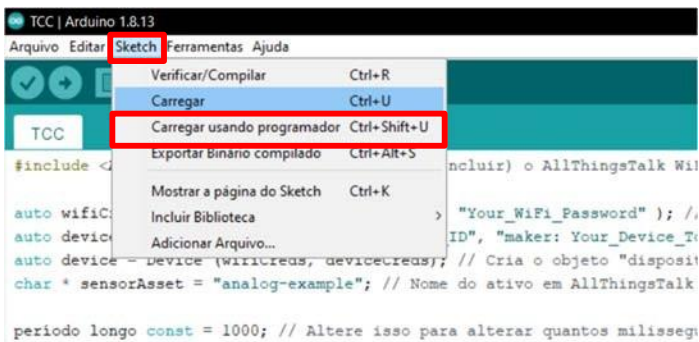 TCC | Arduino 1.8.13
Arquivo Editar Sketch Ferramentas Ajuda
Verificar/Compilar Ctrl+R
Carregar Ctrl+U
Carregar usando programador Ctrl+Shift+U
Exportar Binário compilado Ctrl+Alt+S
Mostrar a página do Sketch Ctrl+K
Incluir Biblioteca >
Adicionar Arquivo...
TCC
#include < ncluir) o AllThingsTalk WiF
auto wifiC "Your_WiFi_Password" ); /
auto device ID", "maker: Your_Device_T
auto device = Device (wifiCreds, deviceCreds); // Cria o objeto "disposit
char * sensorAsset = "analog-example"; // Nome do ativo em AllThingsTalk
período longo const = 1000; // Altere isso para alterar quantos milisseg